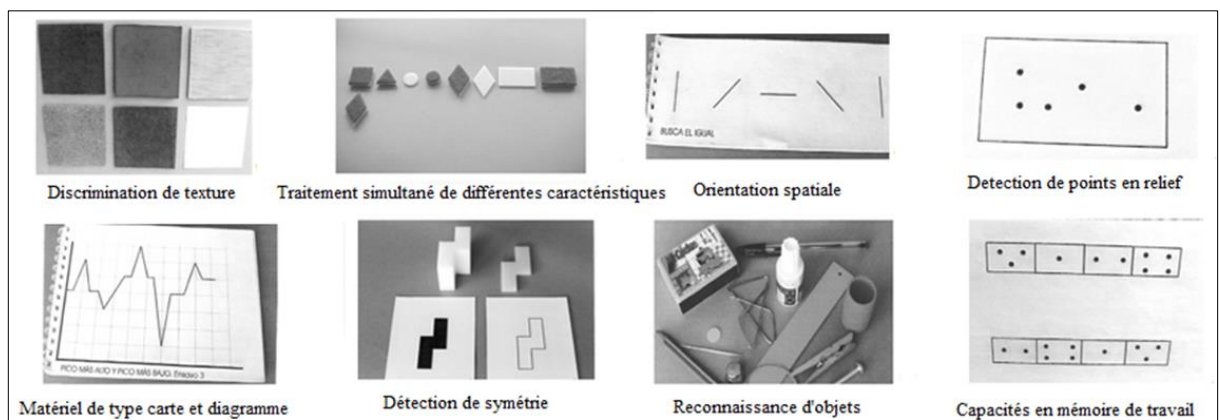 BUSCA EL IGUAL
Discrimination de texture
Traitement simultané de différentes caractéristiques
Orientation spatiale
Detection de points en relief
PICO MÁS ALTO Y PICO MÁS BAJO. Ensayo 3
Matériel de type carte et diagramme
Détection de symétrie
Reconnaissance d'objets
Capacités en mémoire de travail